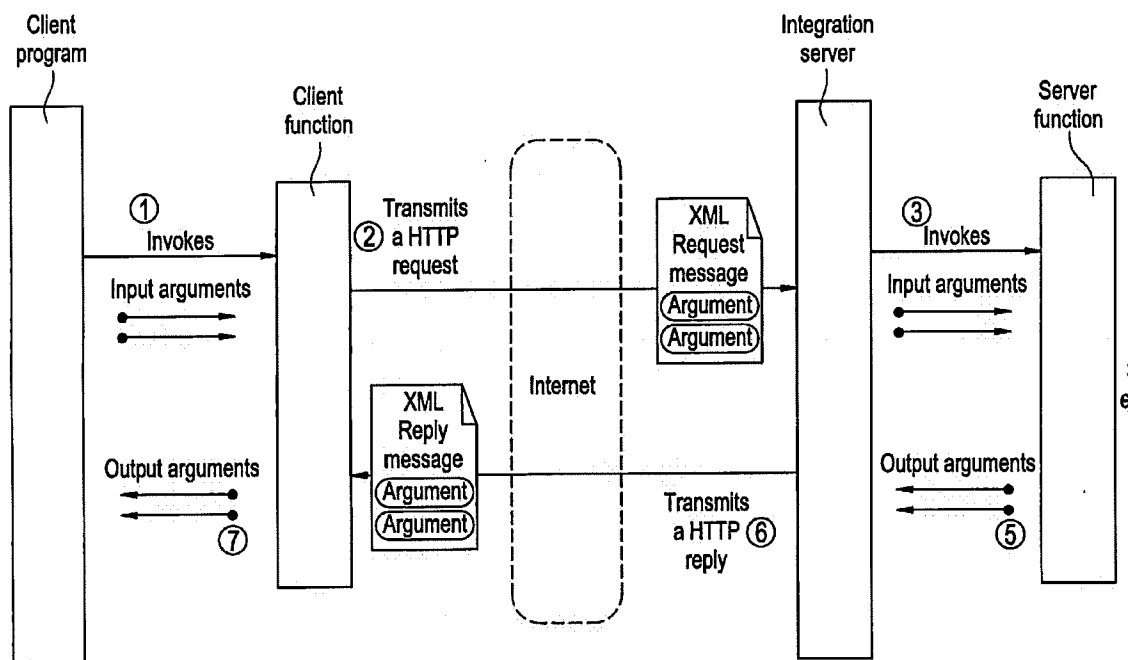 Client
program
Client
function
Integration
server
Server
function
①
Invokes
Input arguments
② Transmits
a HTTP
request
XML
Request
message
Argument
Argument
③
Invokes
Input arguments
Internet
XML
Reply
message
Argument
Argument
Output arguments
⑦
Transmits
a HTTP ⑥
reply
Output arguments
⑤
e